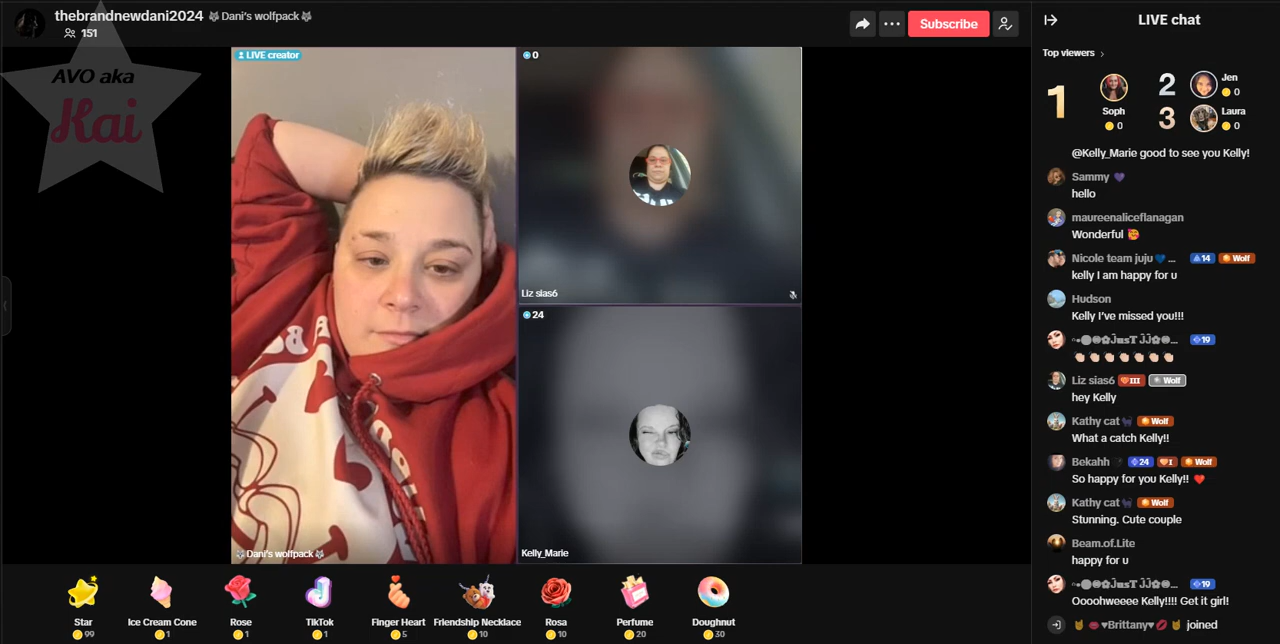 thebrandnewdani2024 🐺Dani's wolfpack🐺
151
Subscribe
LIVE chat
AVO aka
Kai
LIVE creator
0
Liz sias6
24
🐺Dani's wolfpack🐺
Kelly_Marie
Star
99
Ice Cream Cone
1
Rose
1
TikTok
1
Finger Heart
5
Friendship Necklace
10
Rosa
10
Perfume
20
Doughnut
30
Top viewers
1
Soph
0
2
Jen
0
3
Laura
0
@Kelly_Marie good to see you Kelly!
Sammy 💜
hello
maureenaliceflanagan
Wonderful 🥰
Nicole team juju💙 ... 14 Wolf
kelly I am happy for u
Hudson
Kelly I've missed you!!!
19
👏🏻👏🏻👏🏻👏🏻👏🏻👏🏻👏🏻
Liz sias6 III Wolf
hey Kelly
Kathy cat🐈‍⬛ Wolf
What a catch Kelly!!
Bekahh 24 1 Wolf
So happy for you Kelly!! ❤️
Kathy cat🐈‍⬛ Wolf
Stunning. Cute couple
Beam.of.Lite
happy for u
19
Oooohweeee Kelly!!!! Get it girl!
♥Brittany♥ joined